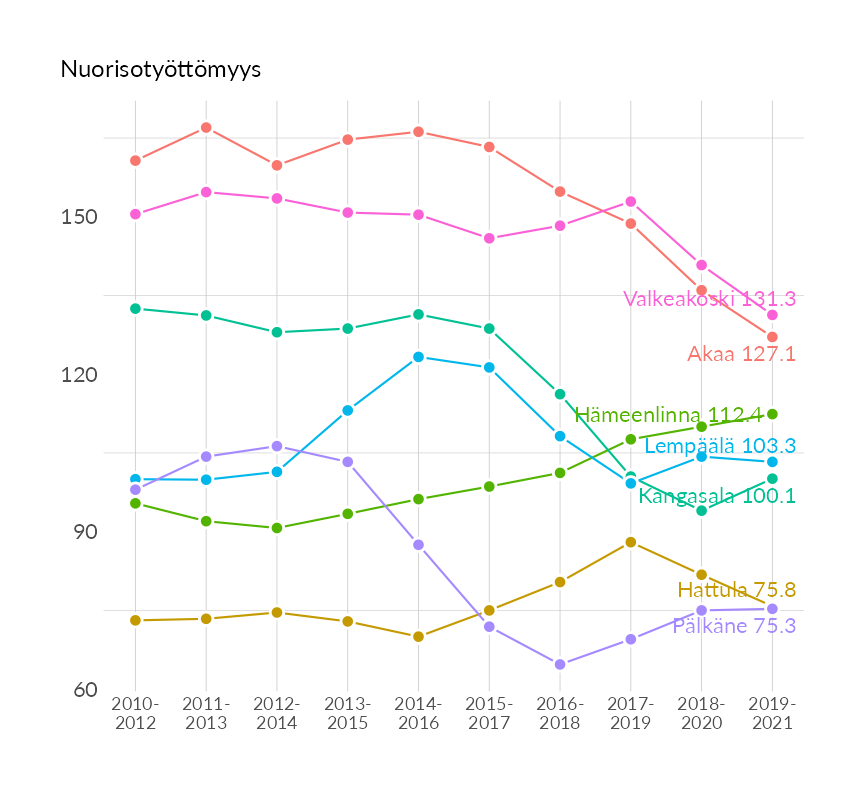 Nuorisotyöttömyys
150
Valkeakoski 131.3
Akaa 127.1
120
Hämeenlinna 112.4
Lempäälä 103.3
Kangasala 100.1
90
Hattula 75.8
Pälkäne 75.3
60
2010- 2011- 2012- 2013- 2014- 2015- 2016- 2017- 2018- 2019-
2012 2013 2014 2015 2016 2017 2018 2019 2020 2021